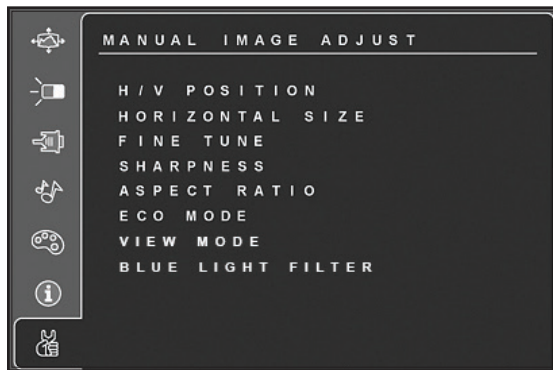 MANUAL IMAGE ADJUST
H/V POSITION
HORIZONTAL SIZE
FINE TUNE
SHARPNESS
ASPECT RATIO
ECO MODE
VIEW MODE
BLUE LIGHT FILTER